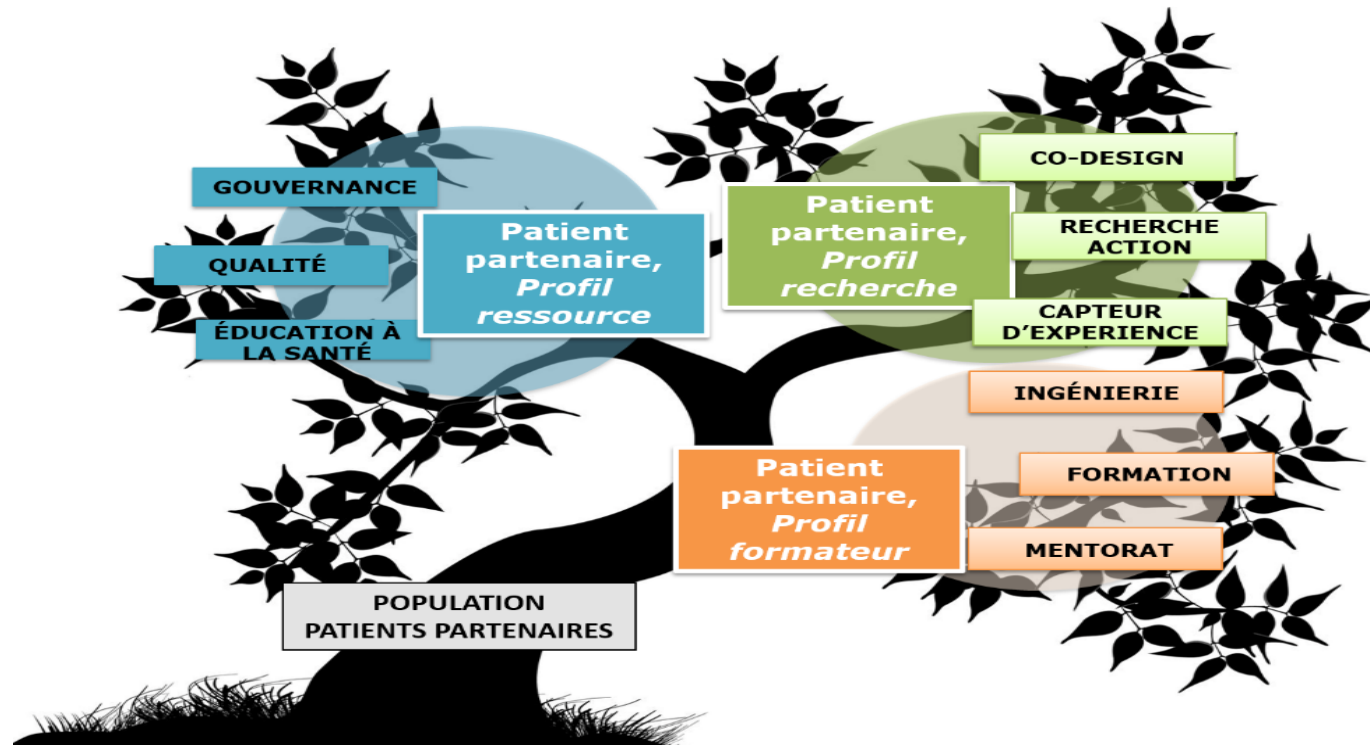 GOUVERNANCE
QUALITÉ
ÉDUCATION À
LA SANTÉ
Patient
partenaire,
Profil
ressource
Patient
partenaire,
Profil
recherche
CO-DESIGN
RECHERCHE
ACTION
CAPTEUR
D'EXPERIENCE
Patient
partenaire,
Profil
formateur
INGÉNIERIE
FORMATION
MENTORAT
POPULATION
PATIENTS PARTENAIRES